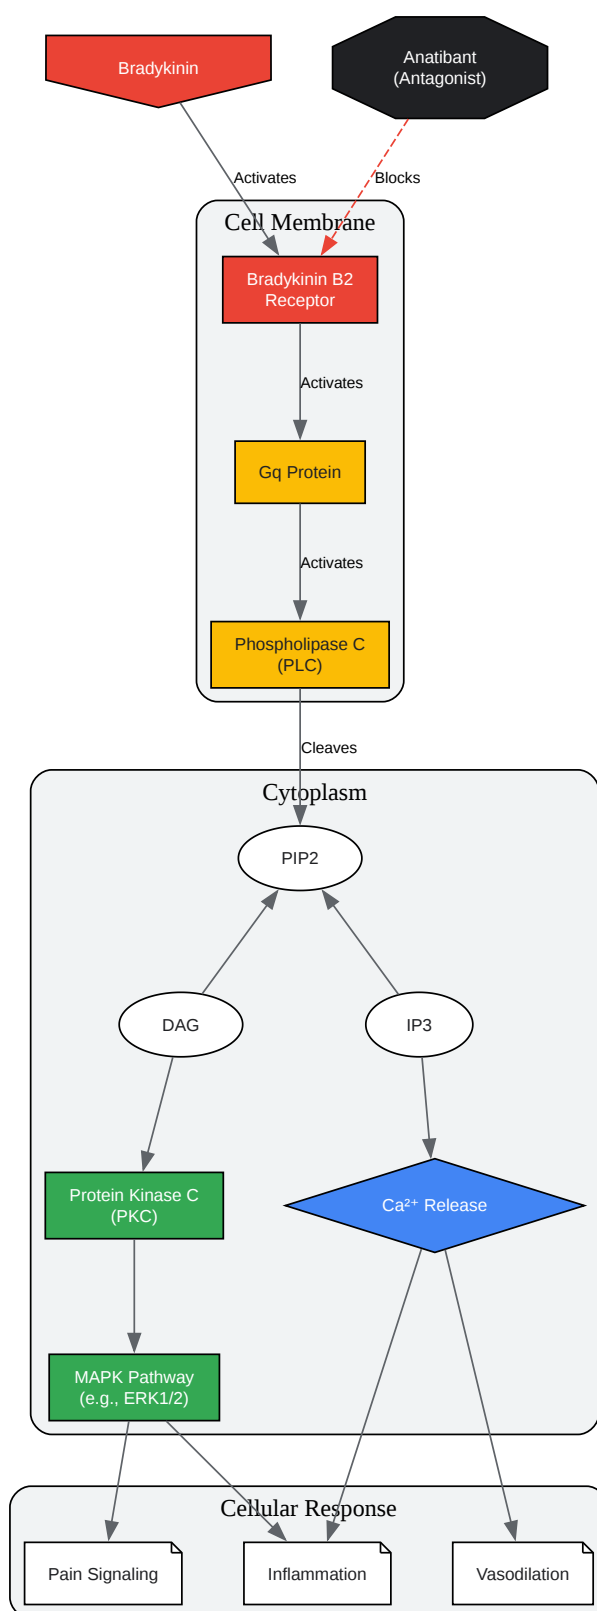 Bradykinin
Anatibant
(Antagonist)
Activates
Blocks
Cell Membrane
Bradykinin B2
Receptor
Activates
Gq Protein
Activates
Phospholipase C
(PLC)
Cleaves
Cytoplasm
PIP2
DAG
IP3
Protein Kinase C
(PKC)
Ca²⁺ Release
MAPK Pathway
(e.g., ERK1/2)
Cellular Response
Pain Signaling
Inflammation
Vasodilation